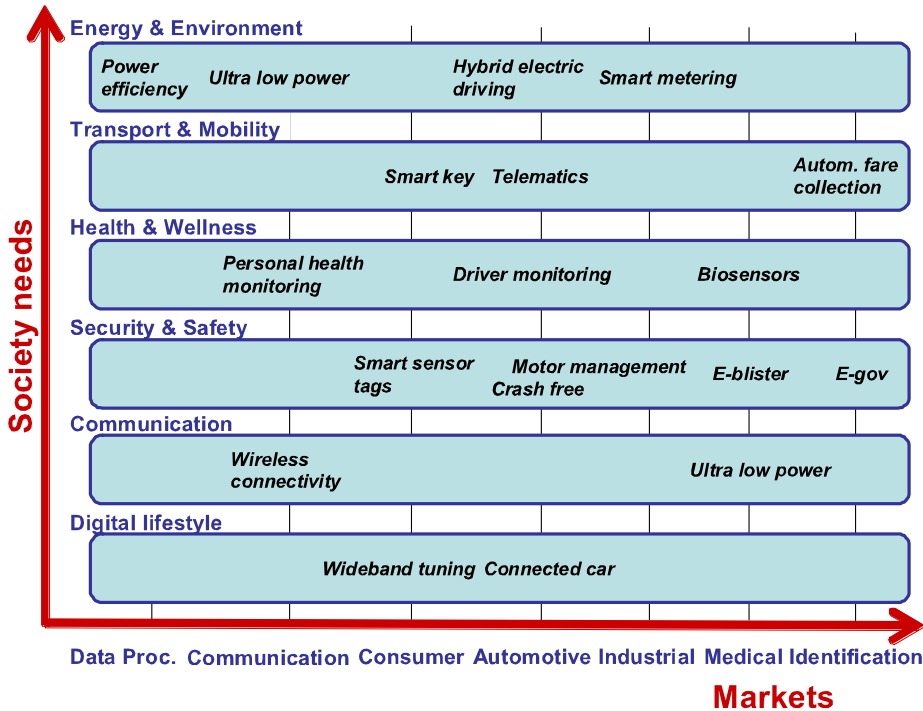 Energy & Environment
Power
efficiency
Ultra low power
Hybrid electric
driving
Smart metering
Transport & Mobility
Smart key
Telematics
Autom. fare
collection
Health & Wellness
Personal health
monitoring
Driver monitoring
Biosensors
Security & Safety
Smart sensor
tags
Motor management
Crash free
E-blister
E-gov
Communication
Wireless
connectivity
Ultra low power
Digital lifestyle
Wideband tuning
Connected car
Society needs
Data Proc.
Communication
Consumer
Automotive
Industrial
Medical
Identification
Markets